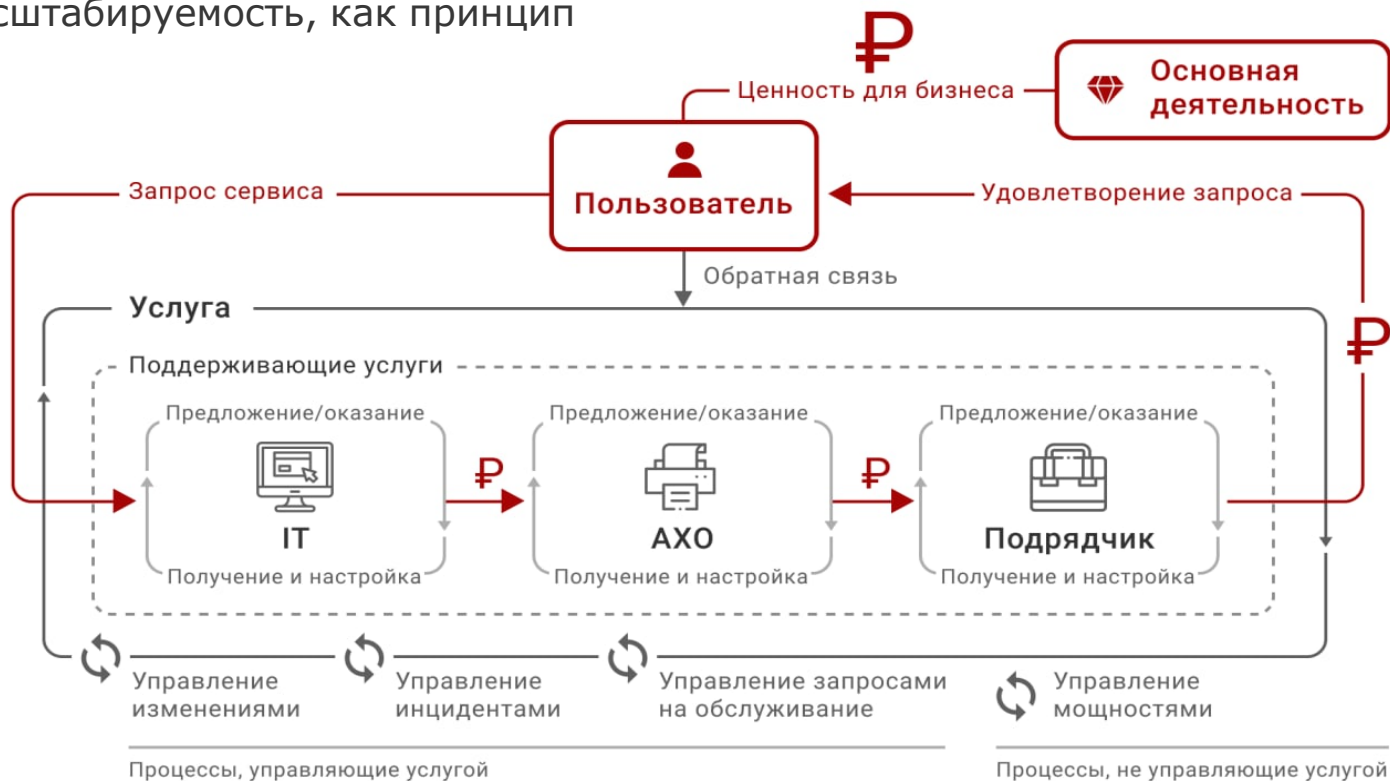 сштабируемость, как принцип
₽
Ценность для бизнеса
Основная
деятельность
Запрос сервиса
Пользователь
Удовлетворение запроса
Обратная связь
Услуга
₽
Поддерживающие услуги
Предложение/оказание
Предложение/оказание
Предложение/оказание
₽
₽
IT
АХО
Подрядчик
Получение и настройка
Получение и настройка
Получение и настройка
Управление
изменениями
Управление
инцидентами
Управление запросами
на обслуживание
Управление
мощностями
Процессы, управляющие услугой
Процессы, не управляющие услугой